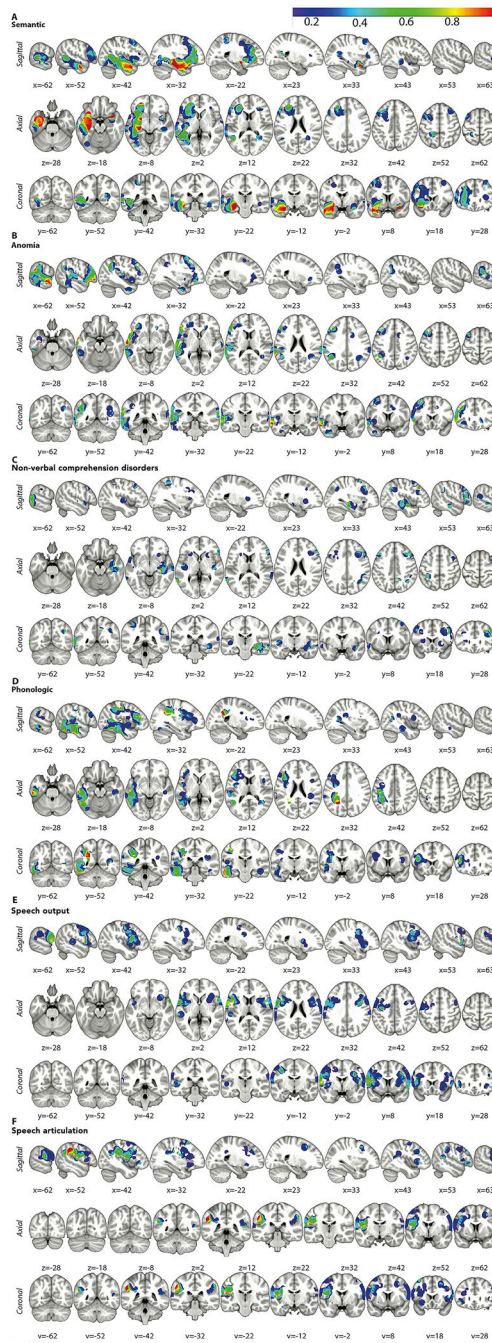 0.2 0.4 0.6 0.8
A
Semantic
Sagittal
x=-62 x=-52 x=-42 x=-32 x=-22 x=23 x=33 x=43 x=53 x=63
Axial
z=-28 z=-18 z=-8 z=2 z=12 z=22 z=32 z=42 z=52 z=62
Coronal
y=-62 y=-52 y=-42 y=-32 y=-22 y=-12 y=-2 y=8 y=18 y=28
B
Anomia
Sagittal
x=-62 x=-52 x=-42 x=-32 x=-22 x=23 x=33 x=43 x=53 x=63
Axial
z=-28 z=-18 z=-8 z=2 z=12 z=22 z=32 z=42 z=52 z=62
Coronal
y=-62 y=-52 y=-42 y=-32 y=-22 y=-12 y=-2 y=8 y=18 y=28
C
Non-verbal comprehension disorders
Sagittal
x=-62 x=-52 x=-42 x=-32 x=-22 x=23 x=33 x=43 x=53 x=63
Axial
z=-28 z=-18 z=-8 z=2 z=12 z=22 z=32 z=42 z=52 z=62
Coronal
y=-62 y=-52 y=-42 y=-32 y=-22 y=-12 y=-2 y=8 y=18 y=28
D
Phonologic
Sagittal
x=-62 x=-52 x=-42 x=-32 x=-22 x=23 x=33 x=43 x=53 x=63
Axial
z=-28 z=-18 z=-8 z=2 z=12 z=22 z=32 z=42 z=52 z=62
Coronal
y=-62 y=-52 y=-42 y=-32 y=-22 y=-12 y=-2 y=8 y=18 y=28
E
Speech output
Sagittal
x=-62 x=-52 x=-42 x=-32 x=-22 x=23 x=33 x=43 x=53 x=63
Axial
z=-28 z=-18 z=-8 z=2 z=12 z=22 z=32 z=42 z=52 z=62
Coronal
y=-62 y=-52 y=-42 y=-32 y=-22 y=-12 y=-2 y=8 y=18 y=28
F
Speech articulation
Sagittal
x=-62 x=-52 x=-42 x=-32 x=-22 x=23 x=33 x=43 x=53 x=63
Axial
z=-28 z=-18 z=-8 z=2 z=12 z=22 z=32 z=42 z=52 z=62
Coronal
y=-62 y=-52 y=-42 y=-32 y=-22 y=-12 y=-2 y=8 y=18 y=28